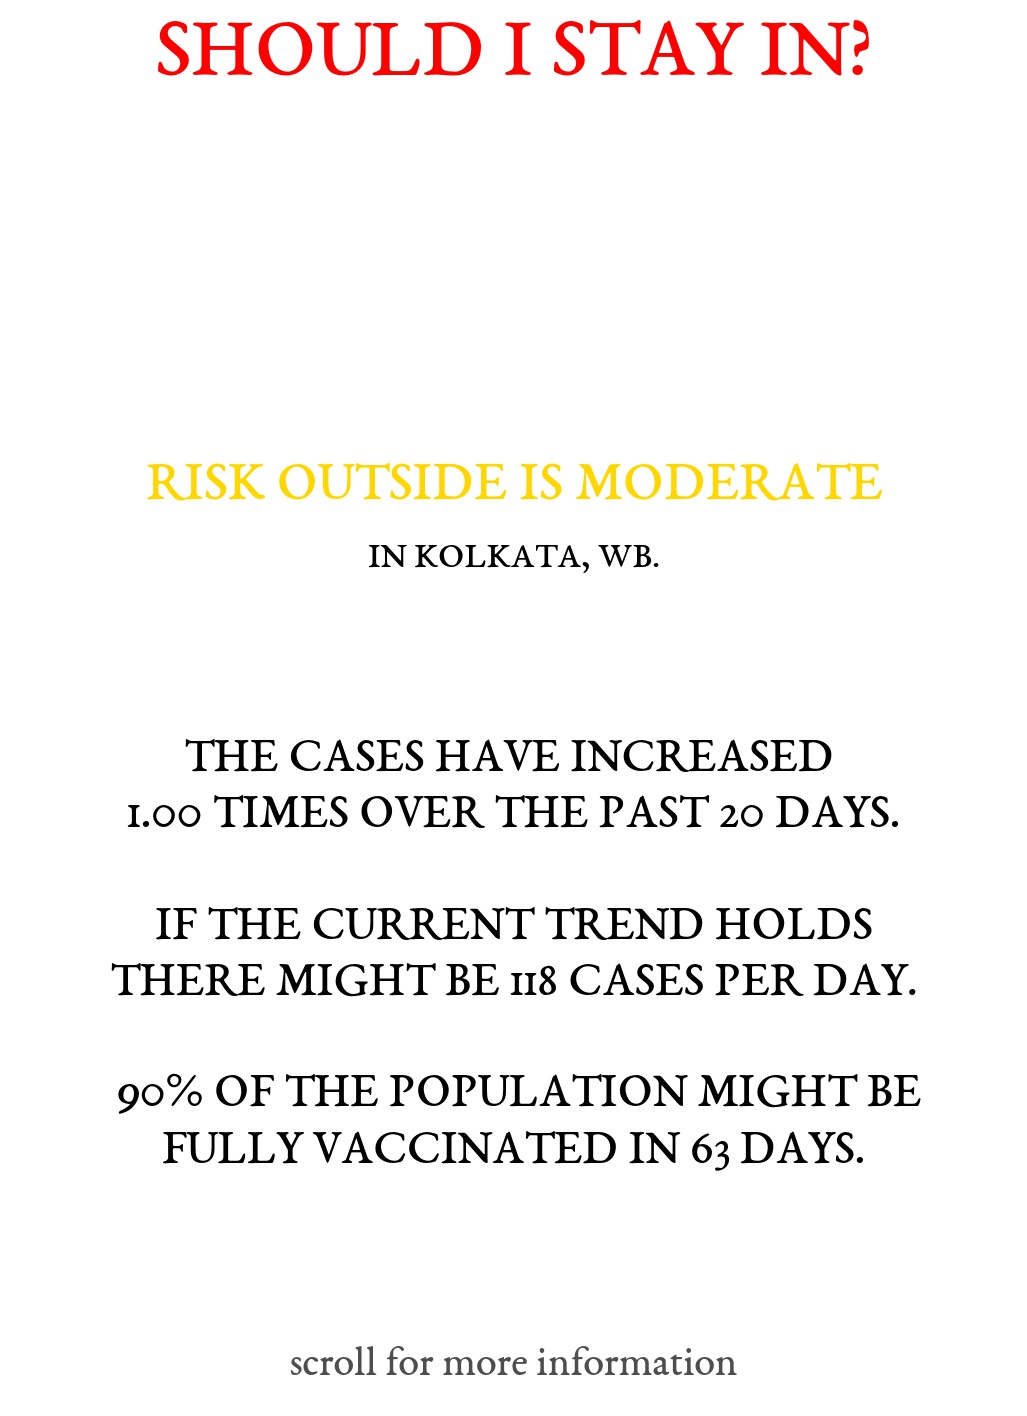 SHOULD I STAY IN?
RISK OUTSIDE IS MODERATE
IN KOLKATA, WB.
THE CASES HAVE INCREASED
1.00 TIMES OVER THE PAST 20 DAYS.
IF THE CURRENT TREND HOLDS
THERE MIGHT BE 118 CASES PER DAY.
90% OF THE POPULATION MIGHT BE
FULLY VACCINATED IN 63 DAYS.
scroll for more information